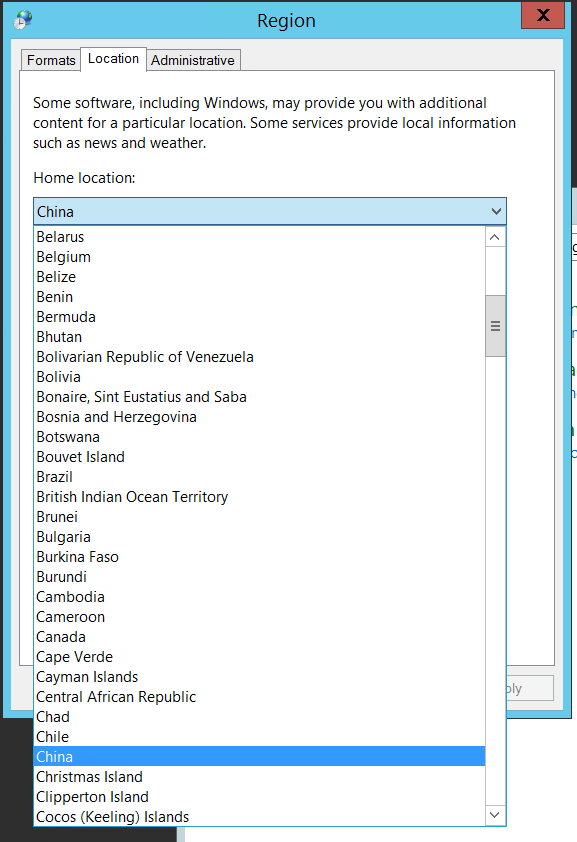 Region
X
Formats
Location
Administrative
Some software, including Windows, may provide you with additional
content for a particular location. Some services provide local information
such as news and weather.
Home location:
China
Belarus
Belgium
Belize
Benin
Bermuda
Bhutan
Bolivarian Republic of Venezuela
Bolivia
Bonaire, Sint Eustatius and Saba
Bosnia and Herzegovina
Botswana
Bouvet Island
Brazil
British Indian Ocean Territory
Brunei
Bulgaria
Burkina Faso
Burundi
Cambodia
Cameroon
Canada
Cape Verde
Cayman Islands
Central African Republic
Chad
Chile
China
Christmas Island
Clipperton Island
Cocos (Keeling) Islands